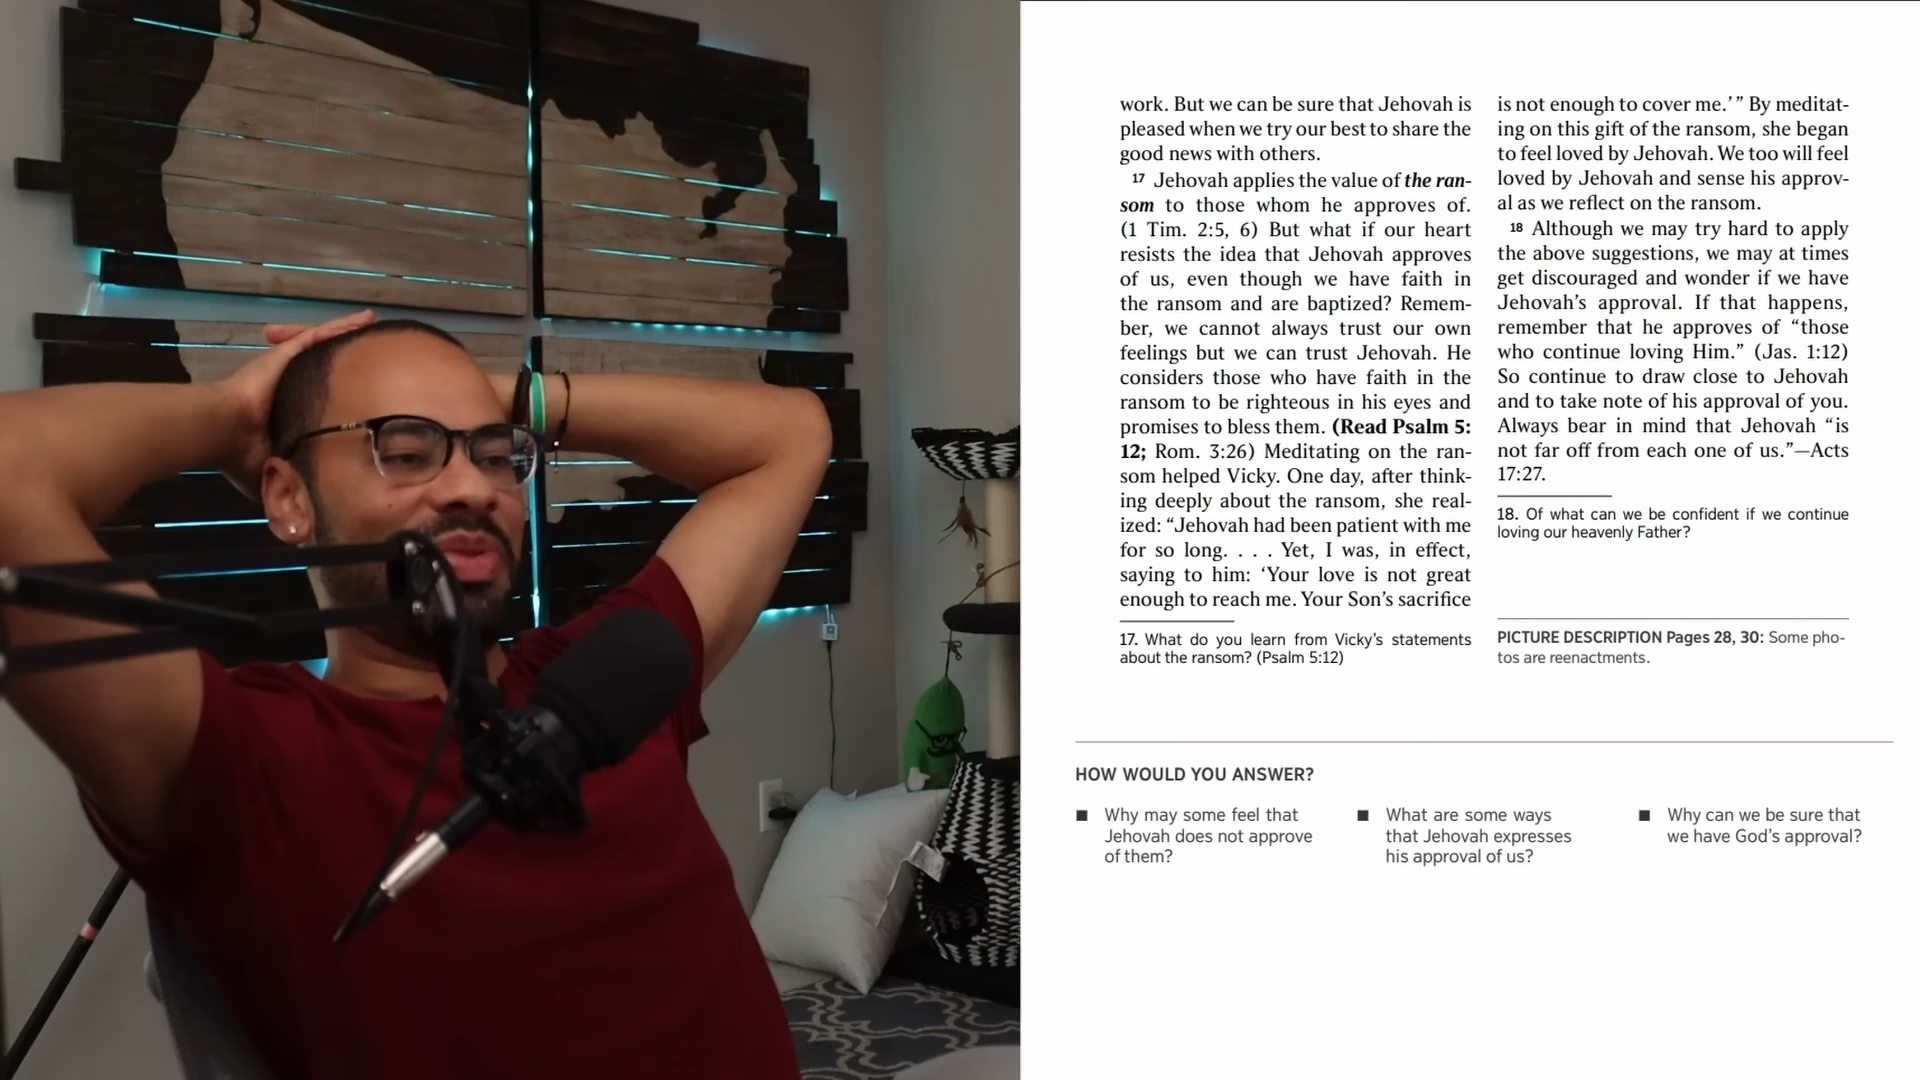 work. But we can be sure that Jehovah is
pleased when we try our best to share the
good news with others.
17 Jehovah applies the value of the ran-
som to those whom he approves of.
(1 Tim. 2:5, 6) But what if our heart
resists the idea that Jehovah approves
of us, even though we have faith in
the ransom and are baptized? Remem-
ber, we cannot always trust our own
feelings but we can trust Jehovah. He
considers those who have faith in the
ransom to be righteous in his eyes and
promises to bless them. (Read Psalm 5:
12; Rom. 3:26) Meditating on the ran-
som helped Vicky. One day, after think-
ing deeply about the ransom, she real-
ized: “Jehovah had been patient with me
for so long. . . . Yet, I was, in effect,
saying to him: ‘Your love is not great
enough to reach me. Your Son’s sacrifice
17. What do you learn from Vicky’s statements
about the ransom? (Psalm 5:12)
is not enough to cover me.’” By meditat-
ing on this gift of the ransom, she began
to feel loved by Jehovah. We too will feel
loved by Jehovah and sense his approv-
al as we reflect on the ransom.
18 Although we may try hard to apply
the above suggestions, we may at times
get discouraged and wonder if we have
Jehovah’s approval. If that happens,
remember that he approves of “those
who continue loving Him.” (Jas. 1:12)
So continue to draw close to Jehovah
and to take note of his approval of you.
Always bear in mind that Jehovah “is
not far off from each one of us.”—Acts
17:27.
18. Of what can we be confident if we continue
loving our heavenly Father?
PICTURE DESCRIPTION Pages 28, 30: Some pho-
tos are reenactments.
HOW WOULD YOU ANSWER?
■ Why may some feel that
Jehovah does not approve
of them?
■ What are some ways
that Jehovah expresses
his approval of us?
■ Why can we be sure that
we have God’s approval?